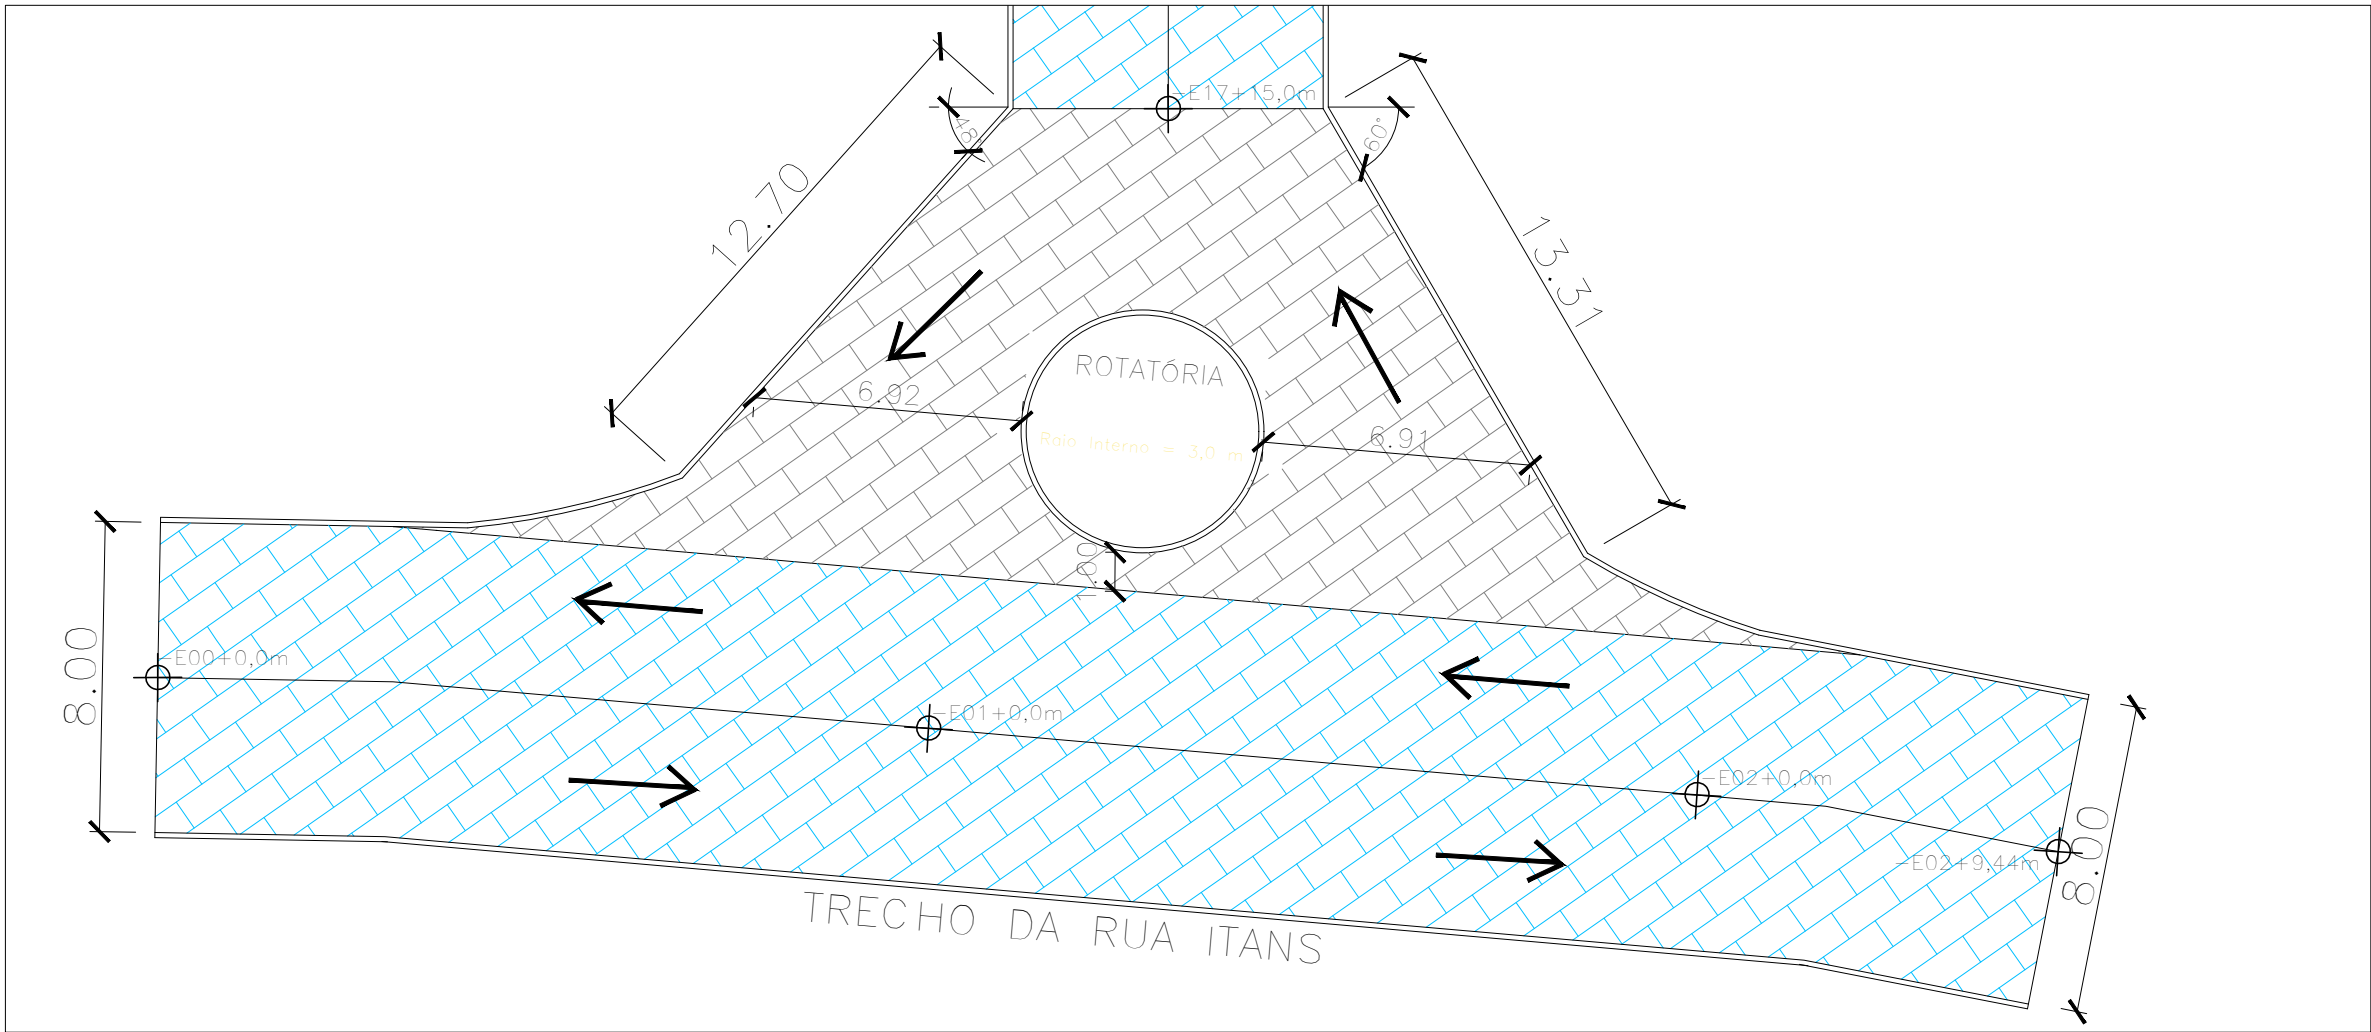 -E17+15,0m
48°
60°
12.70
13.31
ROTATÓRIA
6.92
Raio Interno = 3,0 m
6.91
1.00
8.00
-E00+0,0m
-E01+0,0m
-E02+0,0m
-E02+9,44m
8.00
TRECHO DA RUA ITANS